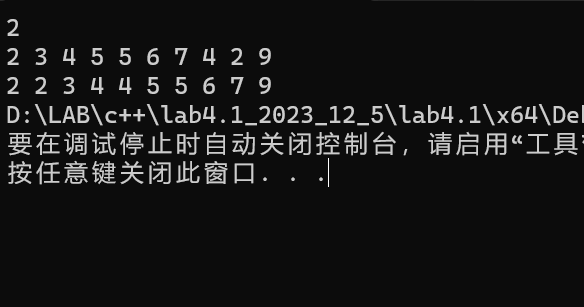 2
2 3 4 5 5 6 7 4 2 9
2 2 3 4 4 5 5 6 7 9
D:\LAB\c++\lab4.1_2023_12_5\lab4.1\x64\De
要在调试停止时自动关闭控制台，请启用“工具
按任意键关闭此窗口. . .